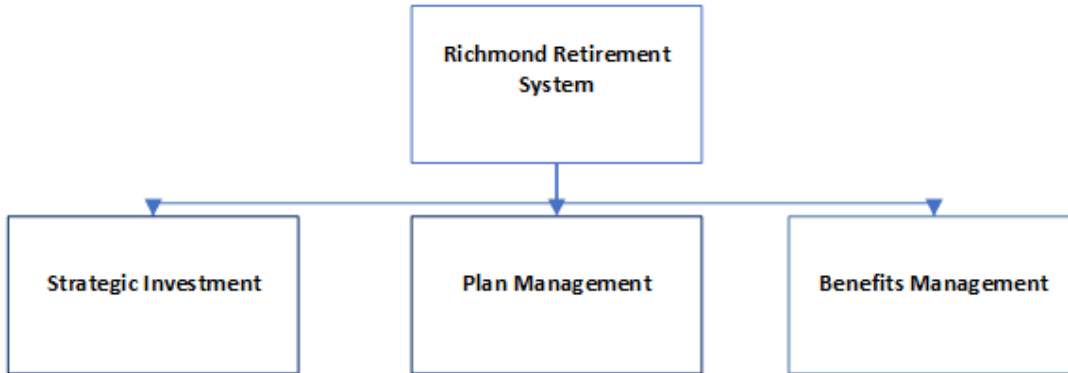 Richmond Retirement
System
Strategic Investment
Plan Management
Benefits Management